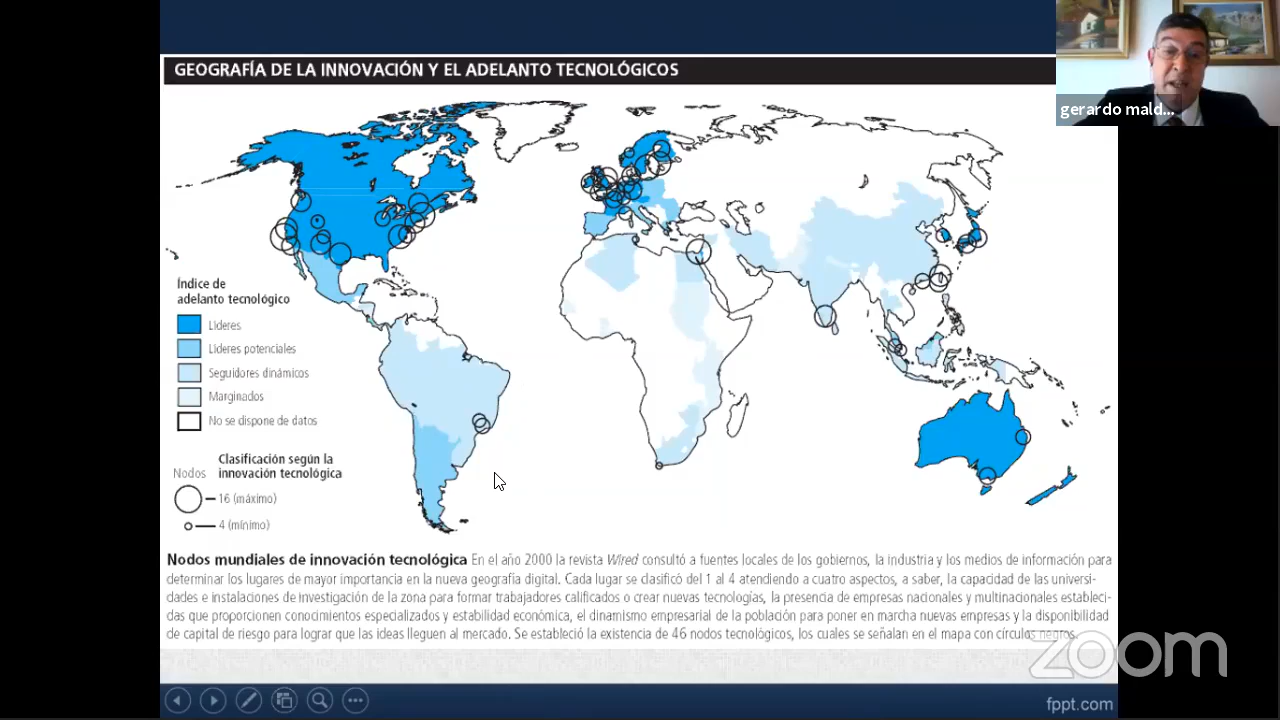 GEOGRAFÍA DE LA INNOVACIÓN Y EL ADELANTO TECNOLÓGICOS
gerardo mald...
Índice de
adelanto tecnológico
Líderes
Líderes potenciales
Seguidores dinámicos
Marginados
No se dispone de datos
Clasificación según la
Nodos innovación tecnológica
16 (máximo)
4 (mínimo)
Nodos mundiales de innovación tecnológica En el año 2000 la revista Wired consultó a fuentes locales de los gobiernos, la industria y los medios de información para
determinar los lugares de mayor importancia en la nueva geografía digital. Cada lugar se clasificó del 1 al 4 atendiendo a cuatro aspectos, a saber, la capacidad de las universi-
dades e instalaciones de investigación de la zona para formar trabajadores calificados o crear nuevas tecnologías, la presencia de empresas nacionales y multinacionales estableci-
das que proporcionen conocimientos especializados y estabilidad económica, el dinamismo empresarial de la población para poner en marcha nuevas empresas y la disponibilidad
de capital de riesgo para lograr que las ideas lleguen al mercado. Se estableció la existencia de 46 nodos tecnológicos, los cuales se señalan en el mapa con círculos negros.
zoom
fppt.com